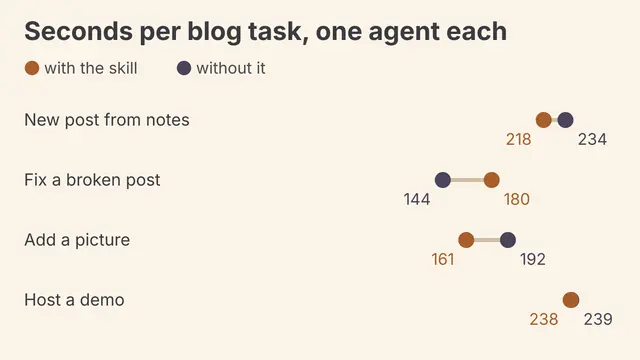 Seconds per blog task, one agent each
with the skill without it
New post from notes
218 234
Fix a broken post
144 180
Add a picture
161 192
Host a demo
238 239